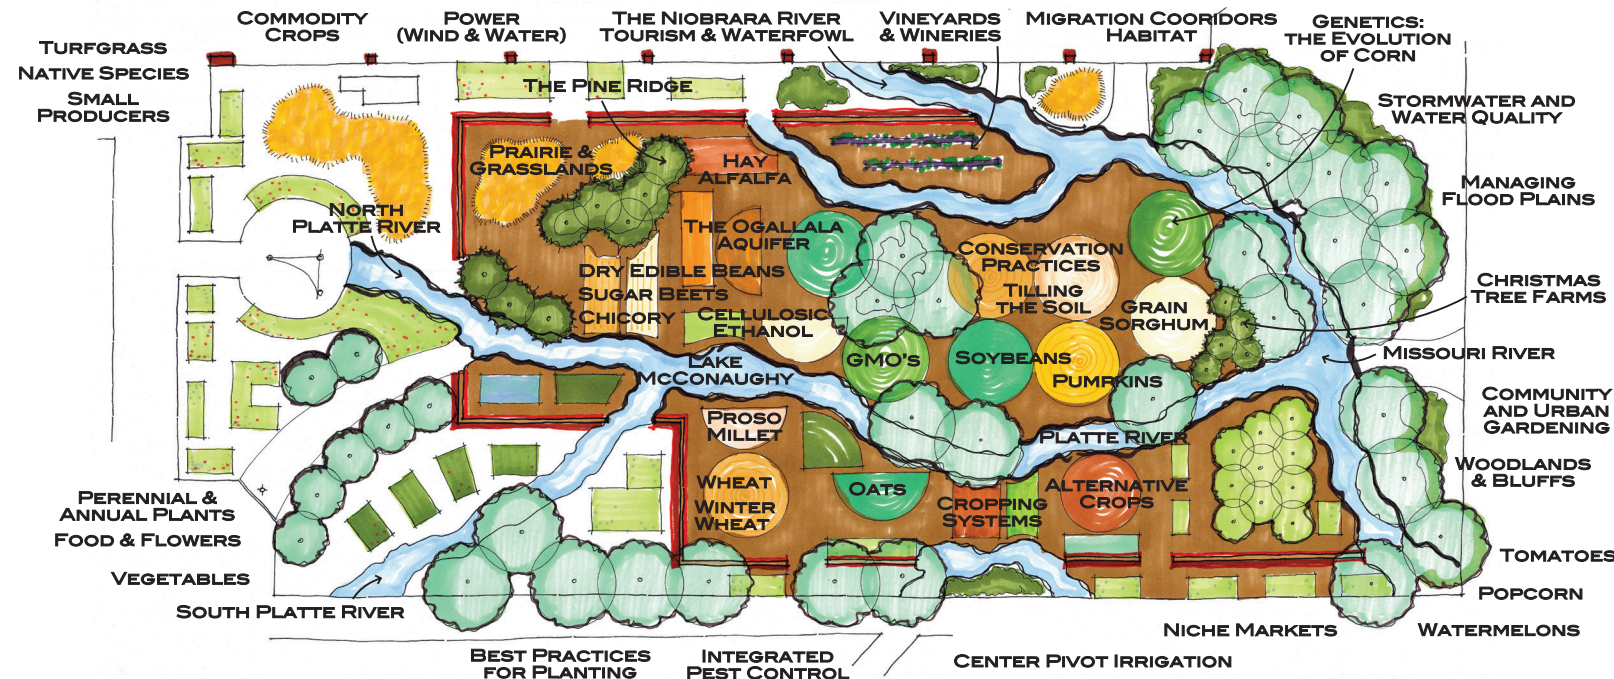 Commodity
Crops
Power
(Wind & Water)
The Niobrara River
Tourism & Waterfowl
Vineyards
& Wineries
Migration Cooridors
Habitat
Genetics:
the Evolution
of Corn
Turfgrass
Native Species
Small
Producers
The Pine Ridge
Stormwater and
Water Quality
Prairie &
Grasslands
Hay
Alfalfa
Managing
Flood Plains
North
Platte River
The Ogallala
Aquifer
Conservation
Practices
Dry Edible Beans
Sugar Beets
Chicory
Tilling
the Soil
Christmas
Tree Farms
Cellulosic
Ethanol
Grain
Sorghum
Lake
McConaughy
GMO's
Soybeans
Pumpkins
Missouri River
Community
and Urban
Gardening
Proso
Millet
Platte River
Woodlands
& Bluffs
Wheat
Winter
Wheat
Oats
Cropping
Systems
Alternative
Crops
Perennial &
Annual Plants
Food & Flowers
Vegetables
South Platte River
Tomatoes
Popcorn
Niche Markets
Watermelons
Best Practices
for Planting
Integrated
Pest Control
Center Pivot Irrigation